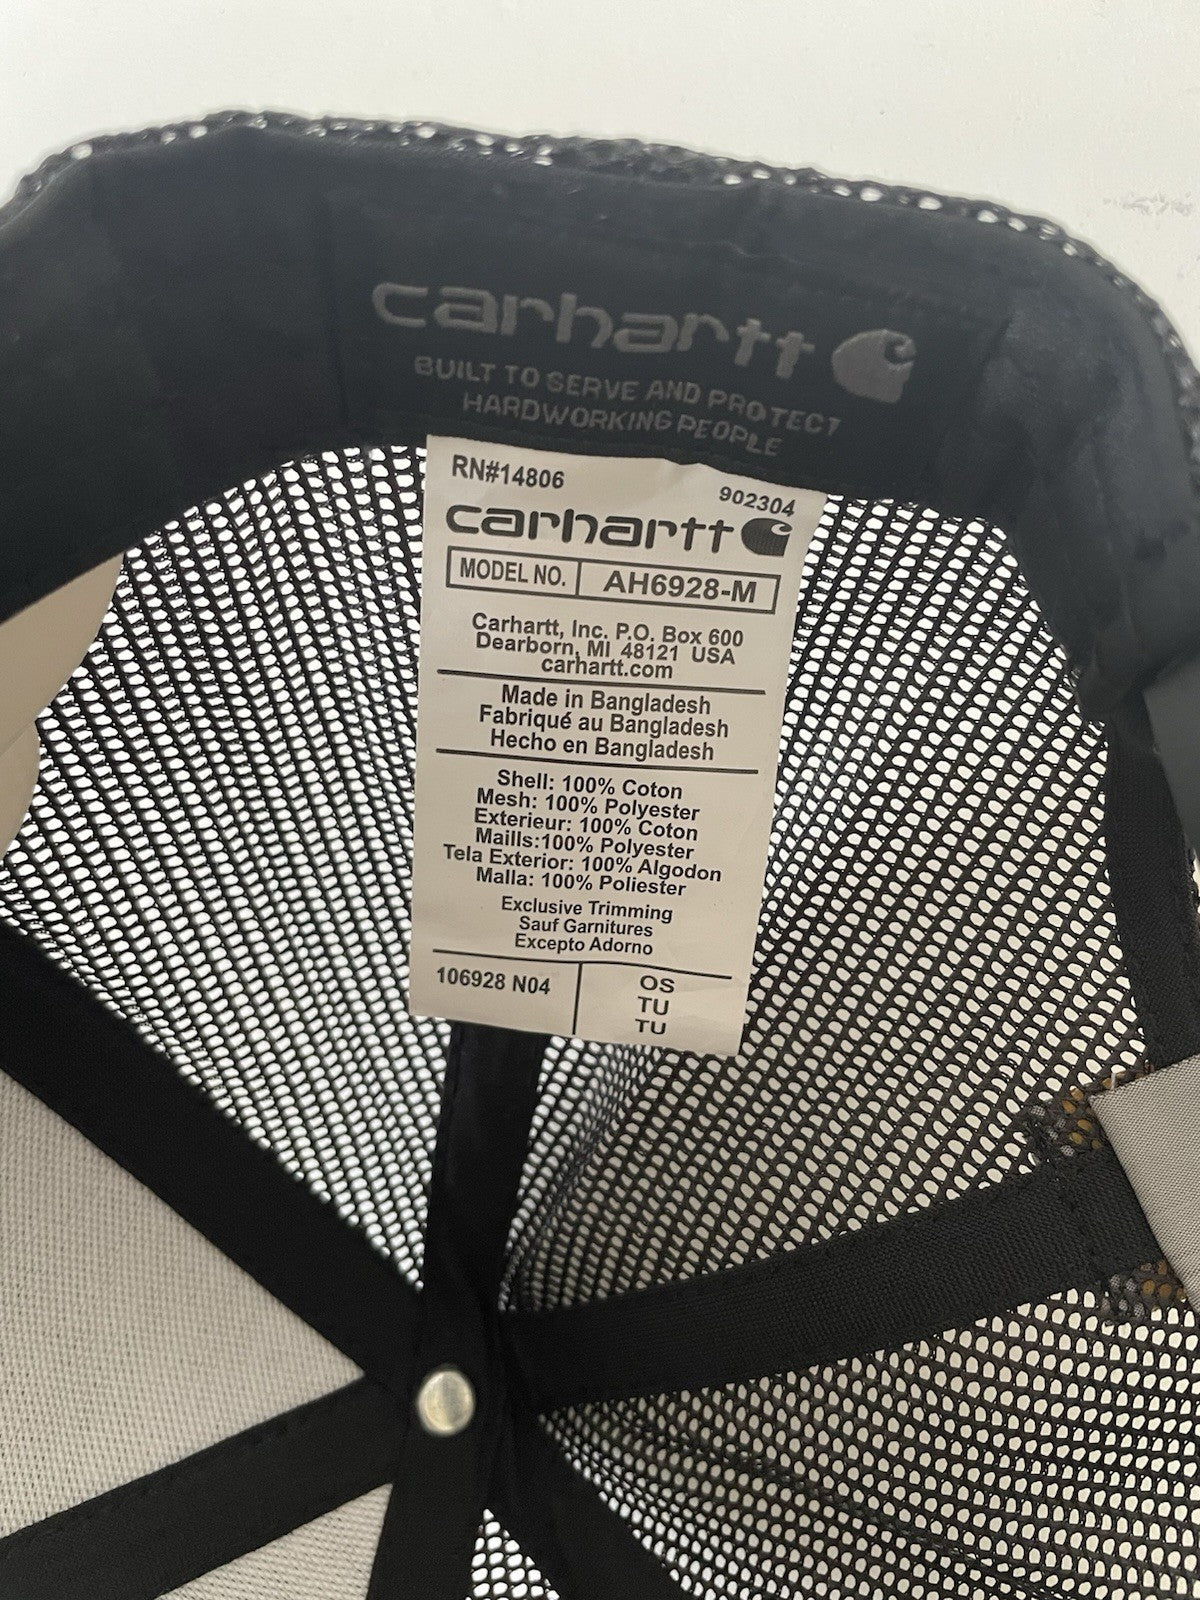 carhartt
BUILT TO SERVE AND PROTECT
HARDWORKING PEOPLE
RN#14806
902304
carhartt
MODEL NO. AH6928-M
Carhartt, Inc. P.O. Box 600
Dearborn, MI 48121 USA
carhartt.com
Made in Bangladesh
Fabriqué au Bangladesh
Hecho en Bangladesh
Shell: 100% Coton
Mesh: 100% Polyester
Exterieur: 100% Coton
Maills:100% Polyester
Tela Exterior: 100% Algodon
Malla: 100% Poliester
Exclusive Trimming
Sauf Garnitures
Excepto Adorno
106928 N04
OS
TU
TU